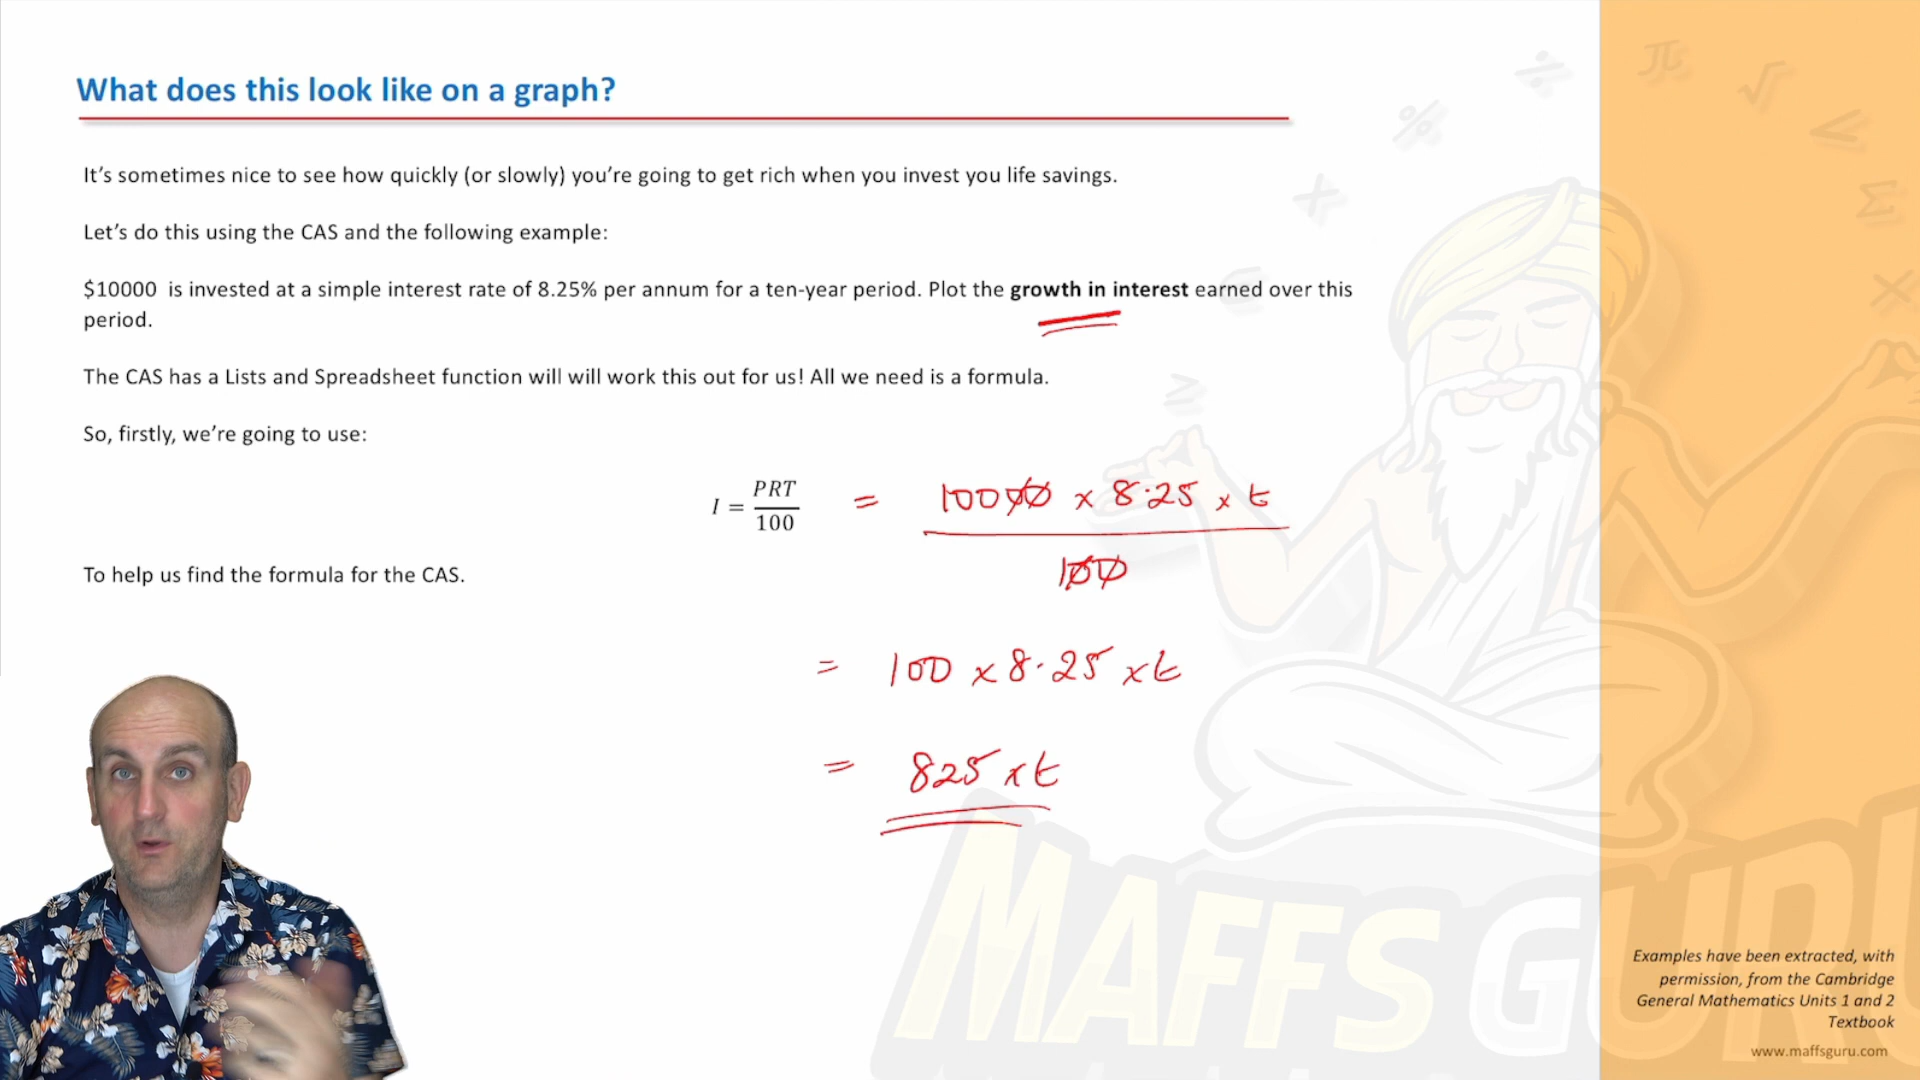 What does this look like on a graph?
It's sometimes nice to see how quickly (or slowly) you're going to get rich when you invest you life savings.
Let's do this using the CAS and the following example:
$10000 is invested at a simple interest rate of 8.25% per annum for a ten-year period. Plot the growth in interest earned over this
period.
The CAS has a Lists and Spreadsheet function will will work this out for us! All we need is a formula.
So, firstly, we're going to use:
I = PRT/100 = 10000 x 8.25 x t / 100
To help us find the formula for the CAS.
= 100 x 8.25 x t
= 825 x t
MAFFS GURU
Examples have been extracted, with
permission, from the Cambridge
General Mathematics Units 1 and 2
Textbook
www.maffsguru.com